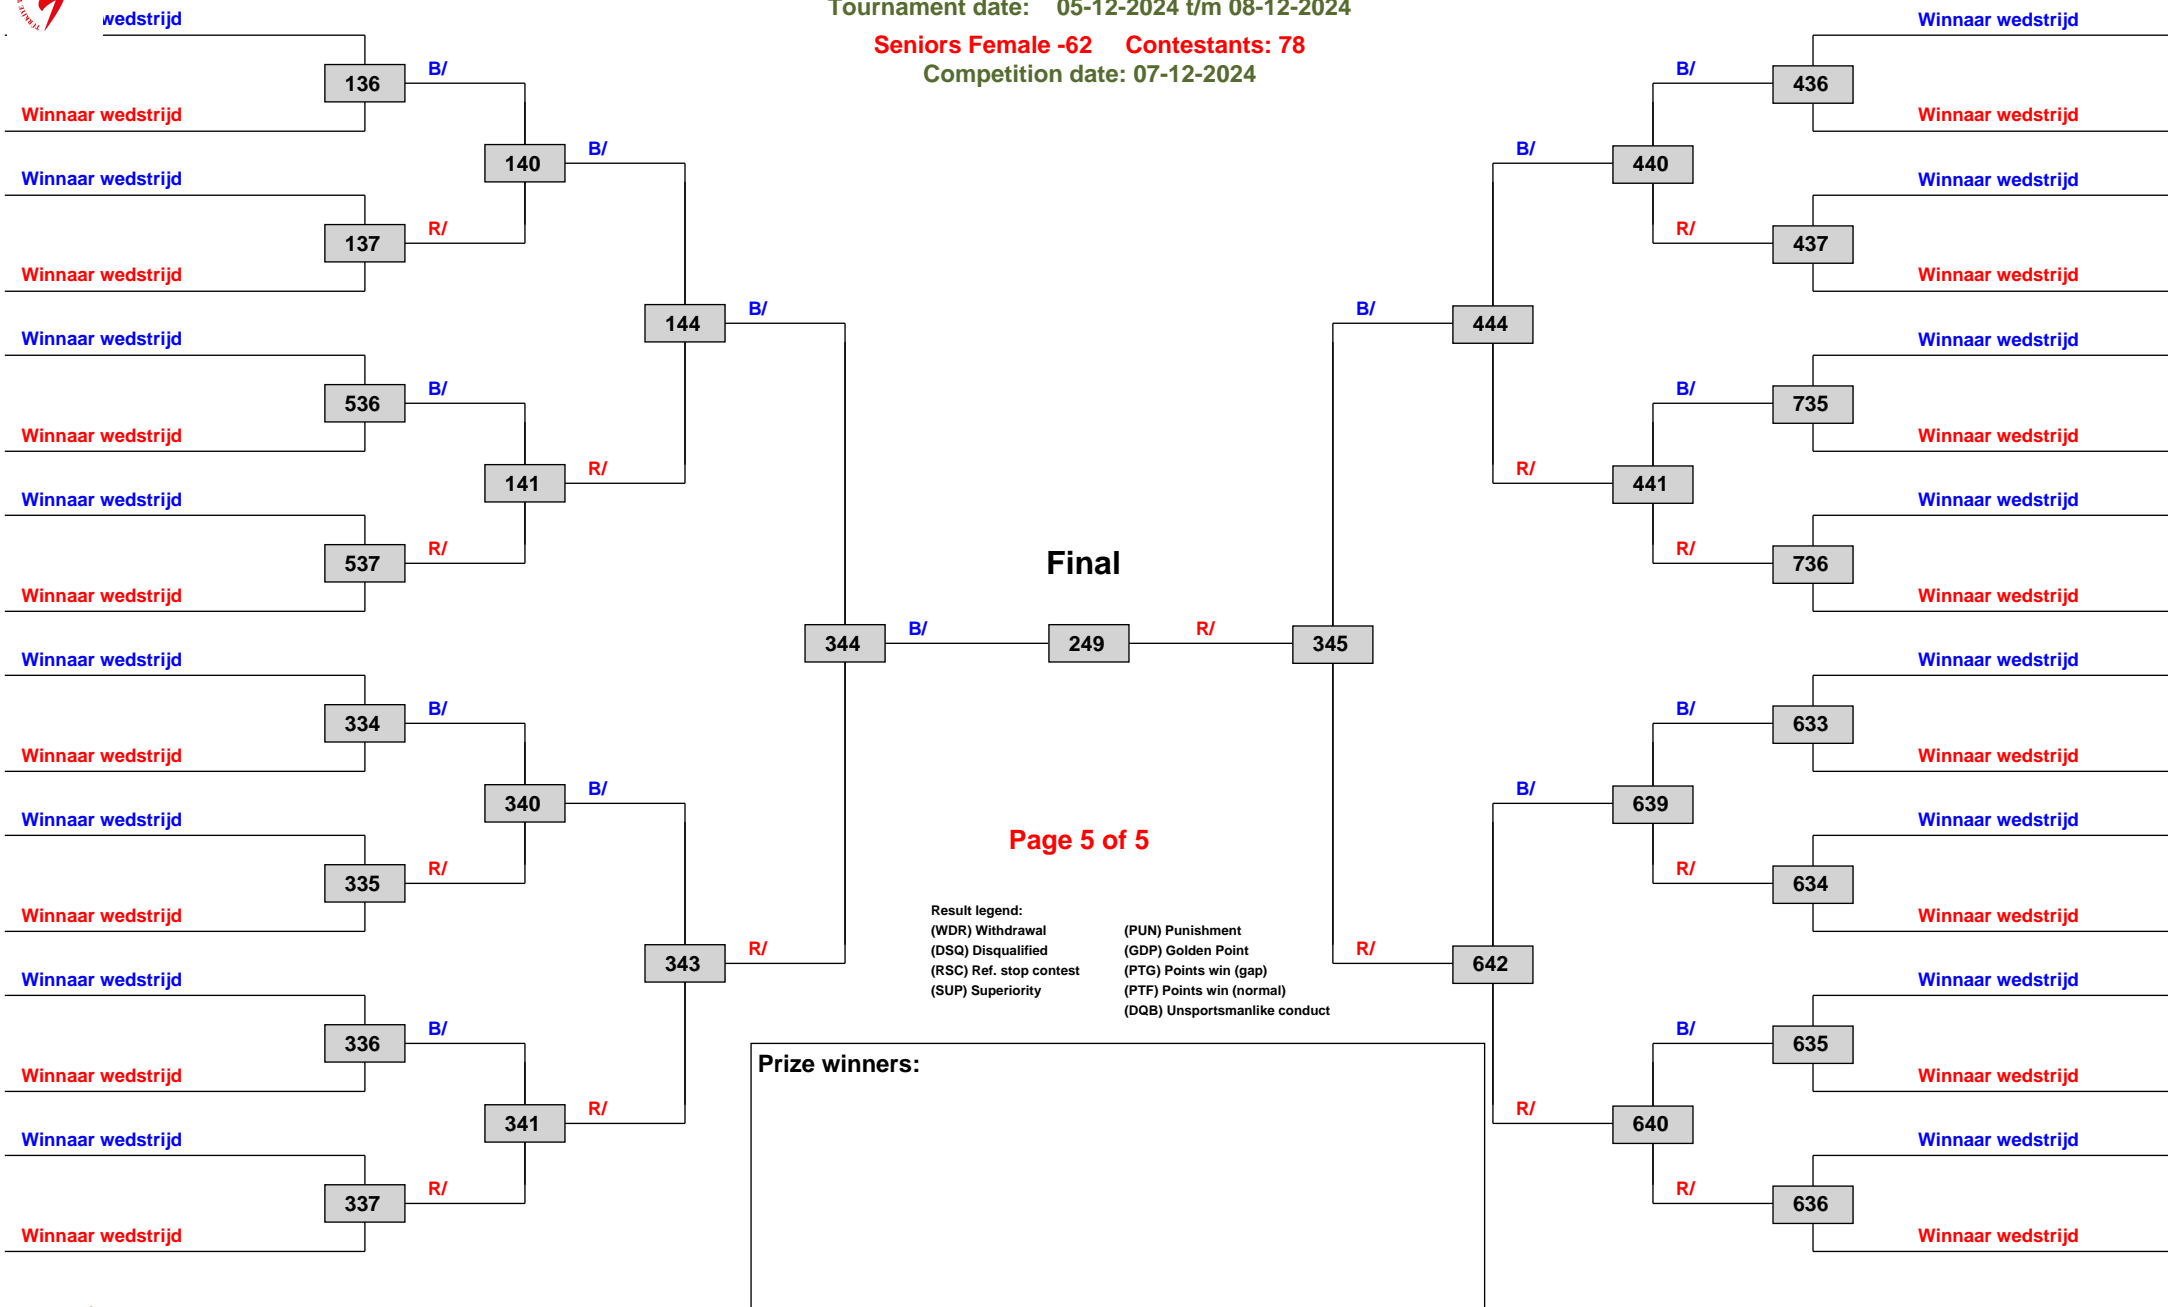 Tournament date: 05-12-2024 t/m 08-12-2024
Seniors Female -62 Contestants: 78
Competition date: 07-12-2024
wedstrijd
136
B/
Winnaar wedstrijd
140
B/
Winnaar wedstrijd
137
R/
Winnaar wedstrijd
144
B/
Winnaar wedstrijd
536
B/
Winnaar wedstrijd
141
R/
Winnaar wedstrijd
537
R/
Winnaar wedstrijd
344
B/
Winnaar wedstrijd
334
B/
Winnaar wedstrijd
340
B/
Winnaar wedstrijd
335
R/
Winnaar wedstrijd
343
R/
Winnaar wedstrijd
336
B/
Winnaar wedstrijd
341
R/
Winnaar wedstrijd
337
R/
Winnaar wedstrijd
Final
249
R/
345
Winnaar wedstrijd
B/
436
Winnaar wedstrijd
B/
440
Winnaar wedstrijd
R/
437
Winnaar wedstrijd
B/
444
Winnaar wedstrijd
B/
735
Winnaar wedstrijd
R/
441
Winnaar wedstrijd
R/
736
Winnaar wedstrijd
Winnaar wedstrijd
B/
633
Winnaar wedstrijd
B/
639
Winnaar wedstrijd
R/
634
Winnaar wedstrijd
R/
642
Winnaar wedstrijd
B/
635
Winnaar wedstrijd
R/
640
Winnaar wedstrijd
R/
636
Winnaar wedstrijd
Page 5 of 5
Result legend:
(WDR) Withdrawal (PUN) Punishment
(DSQ) Disqualified (GDP) Golden Point
(RSC) Ref. stop contest (PTG) Points win (gap)
(SUP) Superiority (PTF) Points win (normal)
(DQB) Unsportsmanlike conduct
Prize winners: